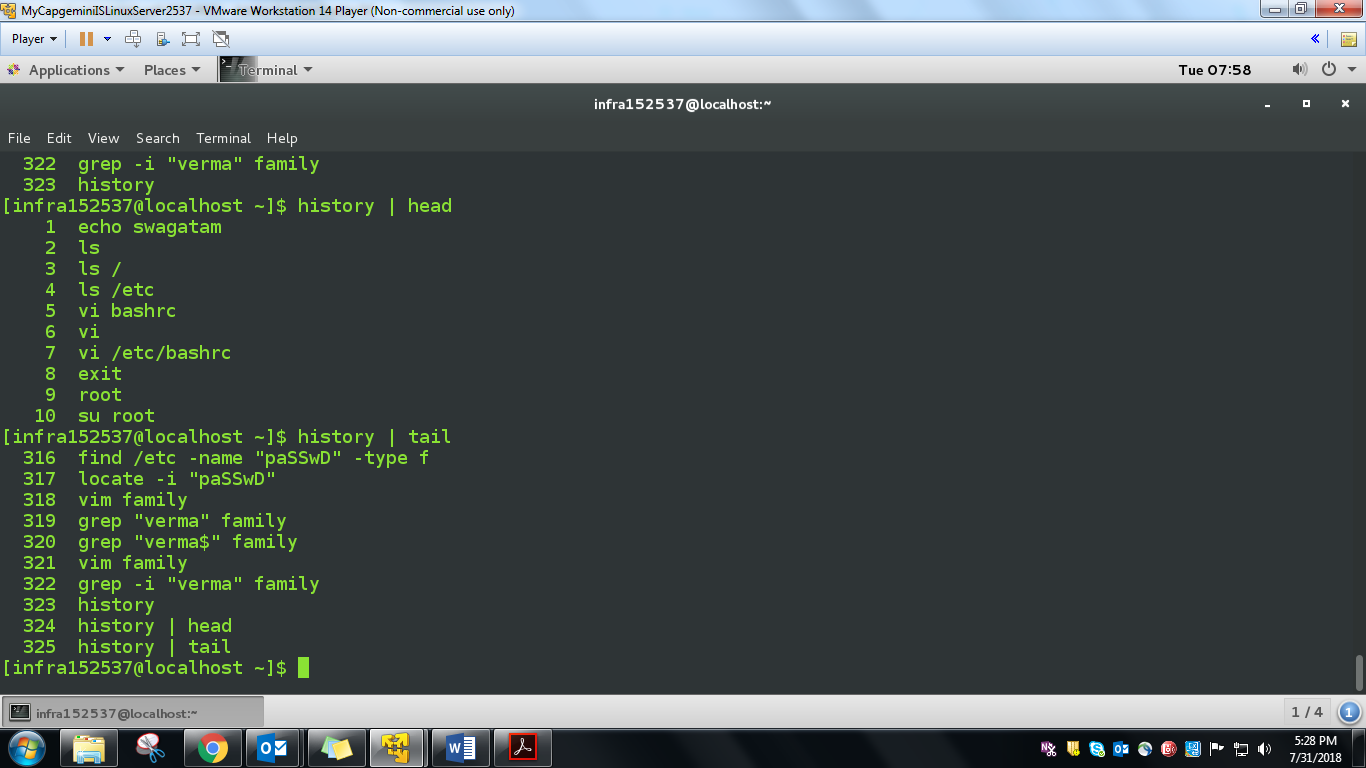 MyCapgeminiISLinuxServer2537 - VMware Workstation 14 Player (Non-commercial use only)
Player
Applications Places Terminal Tue 07:58
infra152537@localhost:~
File Edit View Search Terminal Help
322 grep -i "verma" family
323 history
[infra152537@localhost ~]$ history | head
1 echo swagatam
2 ls
3 ls /
4 ls /etc
5 vi bashrc
6 vi
7 vi /etc/bashrc
8 exit
9 root
10 su root
[infra152537@localhost ~]$ history | tail
316 find /etc -name "paSSwD" -type f
317 locate -i "paSSwD"
318 vim family
319 grep "verma" family
320 grep "verma$" family
321 vim family
322 grep -i "verma" family
323 history
324 history | head
325 history | tail
[infra152537@localhost ~]$
infra152537@localhost:~ 1 / 4 1
5:28 PM
7/31/2018